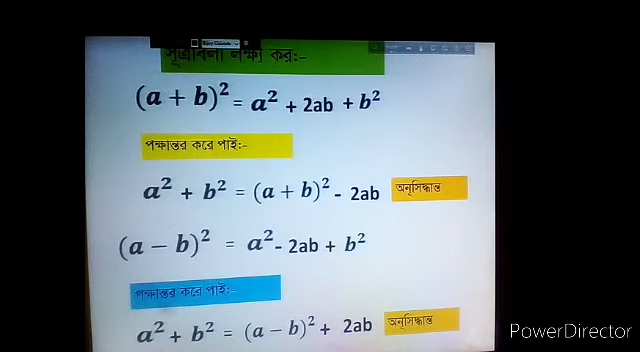 সূত্রাবলী লক্ষ্য কর:-
(a + b)² = a² + 2ab + b²
পক্ষান্তর করে পাই:-
a² + b² = (a + b)² - 2ab অনুসিদ্ধান্ত
(a − b)² = a² - 2ab + b²
পক্ষান্তর করে পাই:-
a² + b² = (a − b)² + 2ab অনুসিদ্ধান্ত
PowerDirector